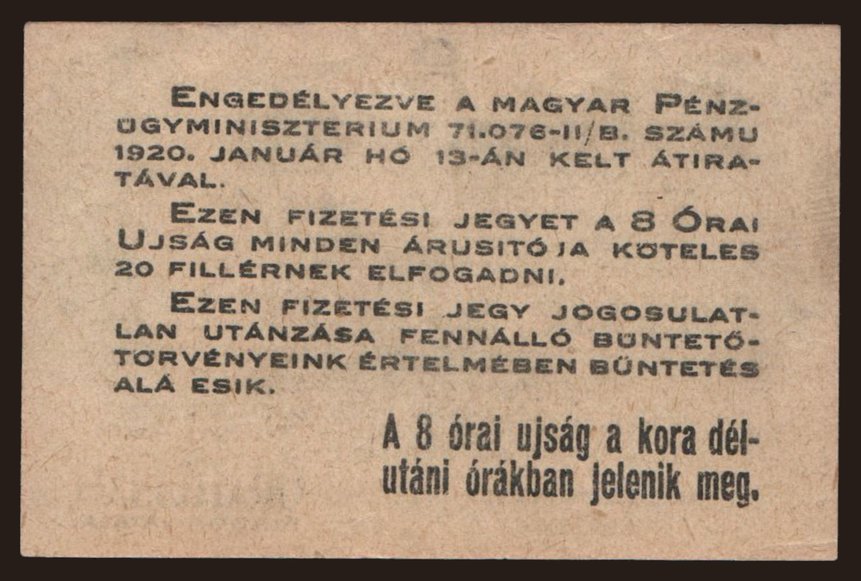 ENGEDÉLYEZVE A MAGYAR PÉNZ-
ÜGYMINISZTERIUM 71.076-II/B. SZÁMU
1920. JANUÁR HÓ 13-ÁN KELT ÁTIRA-
TÁVAL.
EZEN FIZETÉSI JEGYET A 8 ÓRAI
UJSÁG MINDEN ÁRUSITÓJA KÖTELES
20 FILLÉRNEK ELFOGADNI.
EZEN FIZETÉSI JEGY JOGOSULAT-
LAN UTÁNZÁSA FENNÁLLÓ BÜNTETŐ-
TÖRVÉNYEINK ÉRTELMÉBEN BÜNTETÉS
ALÁ ESIK.
A 8 órai ujság a kora dél-
utáni órákban jelenik meg.